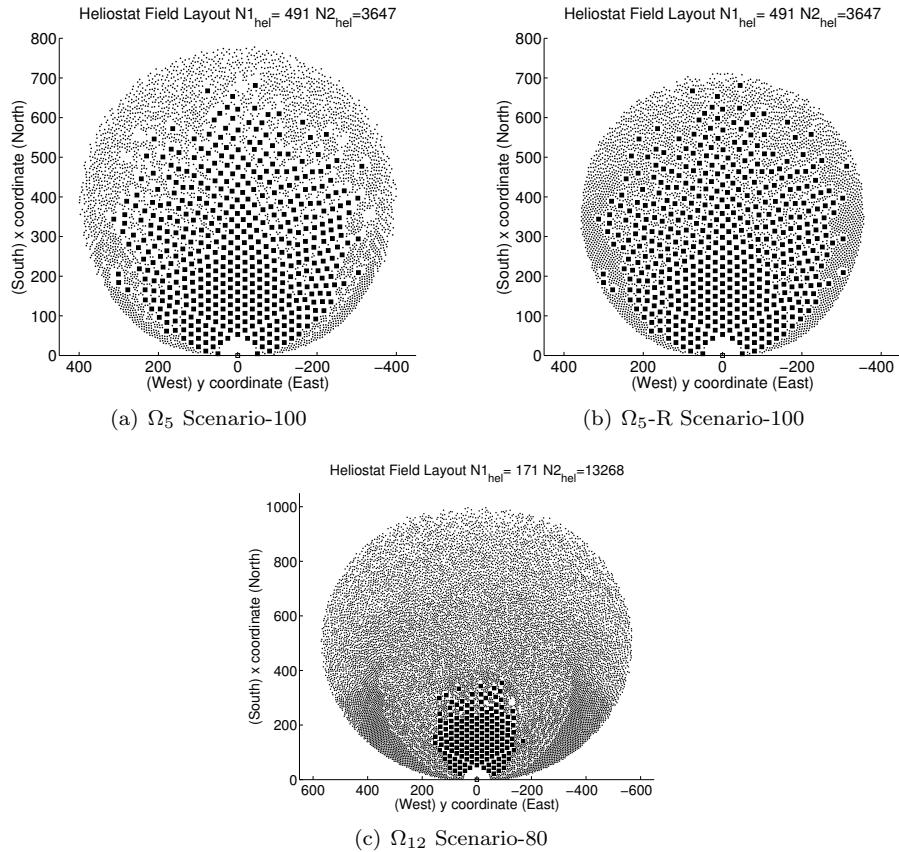 Heliostat Field Layout N1hel= 491 N2hel=3647
800
700
600
500
400
300
200
100
0
(South) x coordinate (North)
400 200 0 −200 −400
(West) y coordinate (East)
(a) Ω5 Scenario-100
Heliostat Field Layout N1hel= 491 N2hel=3647
800
700
600
500
400
300
200
100
0
(South) x coordinate (North)
400 200 0 −200 −400
(West) y coordinate (East)
(b) Ω5-R Scenario-100
Heliostat Field Layout N1hel= 171 N2hel=13268
1000
800
600
400
200
0
(South) x coordinate (North)
600 400 200 0 −200 −400 −600
(West) y coordinate (East)
(c) Ω12 Scenario-80